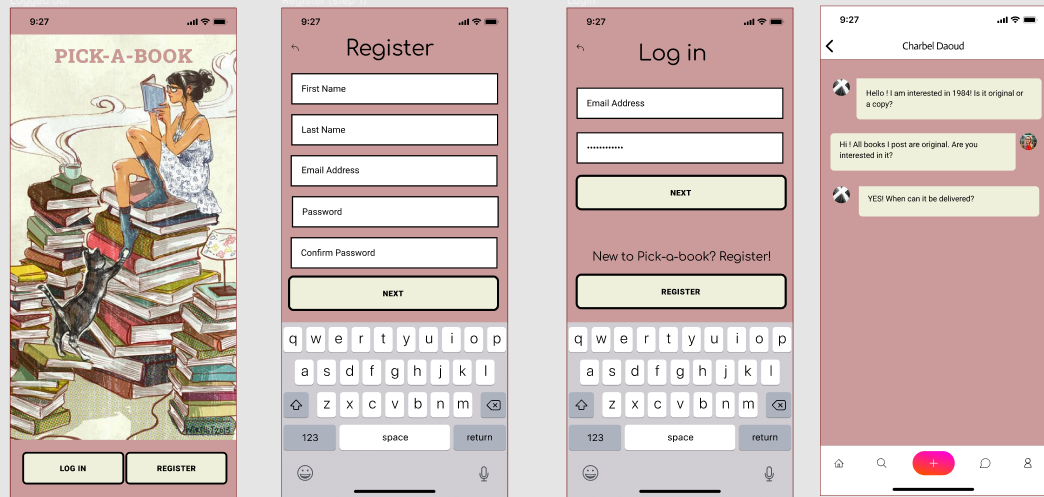 9:27
PICK-A-BOOK
LOG IN
REGISTER
9:27
Register
First Name
Last Name
Email Address
Password
Confirm Password
NEXT
q w e r t y u i o p
a s d f g h j k l
z x c v b n m
123
space
return
Login
9:27
Log in
Email Address
••••••••••••
NEXT
New to Pick-a-book? Register!
REGISTER
q w e r t y u i o p
a s d f g h j k l
z x c v b n m
123
space
return
9:27
Charbel Daoud
Hello ! I am interested in 1984! Is it original or
a copy?
Hi ! All books I post are original. Are you
interested in it?
YES! When can it be delivered?